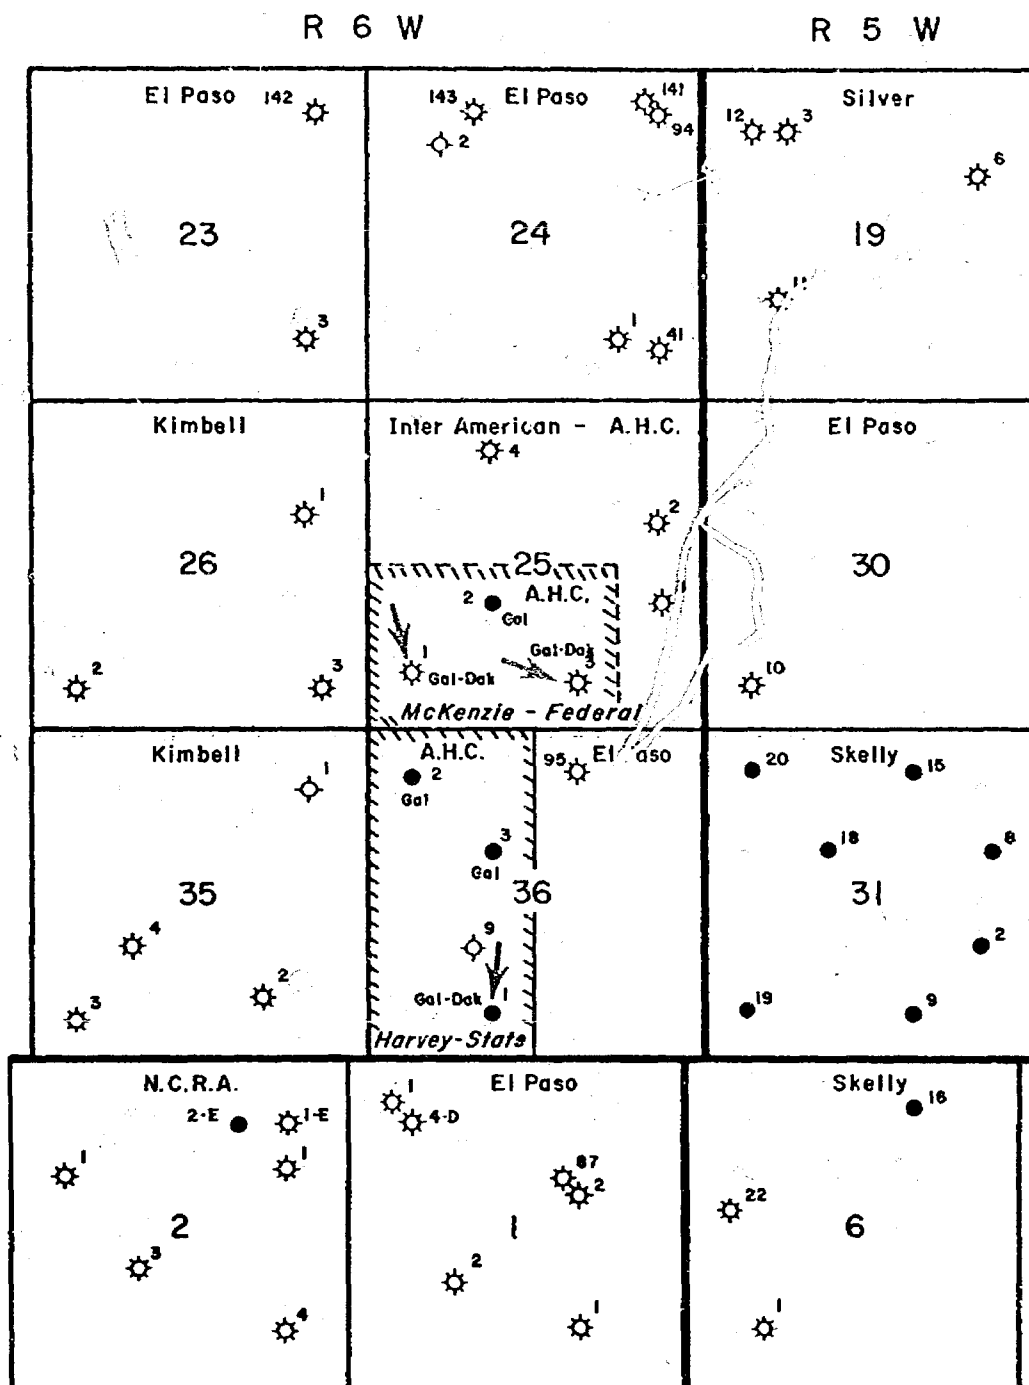 R 6 W
R 5 W
El Paso 142
143 El Paso 141
94
2
Silver
12 3
6
23
24
19
11
3
1
41
Kimbell
Inter American - A.H.C.
El Paso
4
1
2
26
25
30
A.H.C.
2
Gal
1
Gal-Dak
Gal-Dak
3
2
3
10
McKenzie - Federal
Kimbell
A.H.C.
95
Skelly
1
2
Gal
20
15
3
Gal
18
8
35
36
31
4
9
2
2
Gal-Dak 1
3
19
9
Harvey-State
N.C.R.A.
El Paso
Skelly
2-E
1-E
1
4-D
16
1
1
87
2
22
2
1
6
3
2
4
1
1